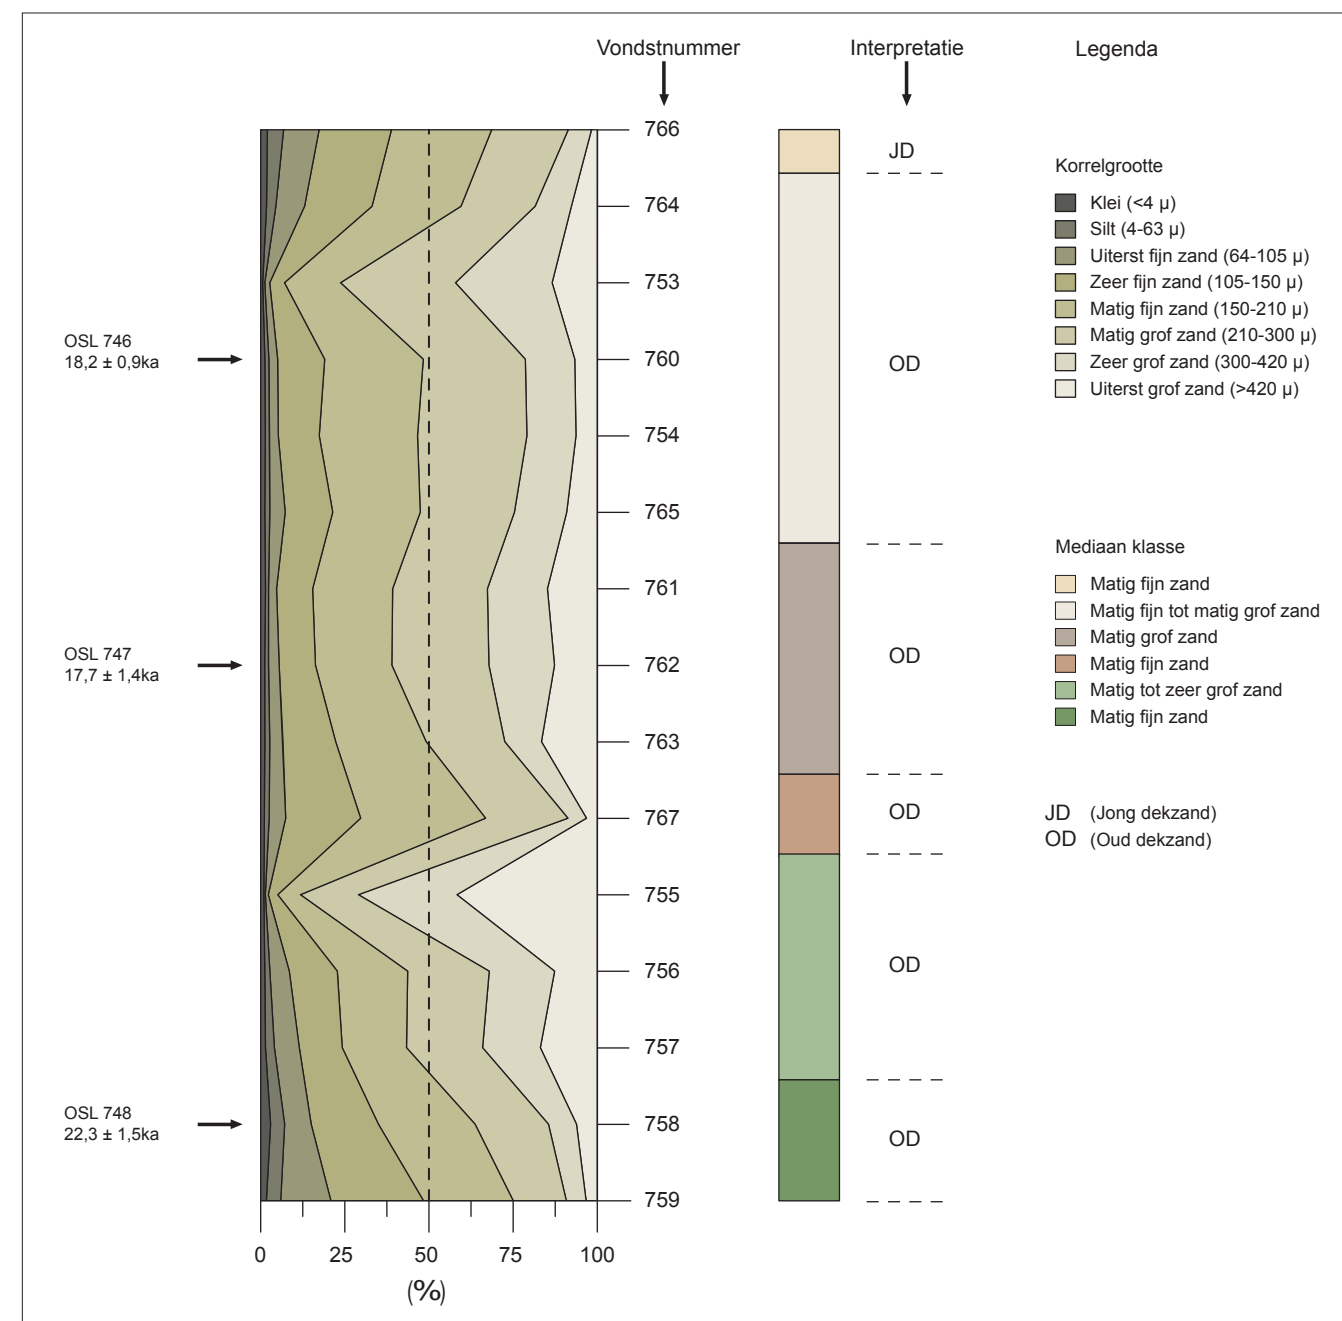 Vondstnummer
Interpretatie
Legenda
766
764
753
760
754
765
761
762
763
767
755
756
757
758
759
OSL 746
18,2 ± 0,9ka
OSL 747
17,7 ± 1,4ka
OSL 748
22,3 ± 1,5ka
0
25
50
75
100
(%)
JD
OD
OD
OD
OD
OD
Korrelgrootte
Klei (<4 µ)
Silt (4-63 µ)
Uiterst fijn zand (64-105 µ)
Zeer fijn zand (105-150 µ)
Matig fijn zand (150-210 µ)
Matig grof zand (210-300 µ)
Zeer grof zand (300-420 µ)
Uiterst grof zand (>420 µ)
Mediaan klasse
Matig fijn zand
Matig fijn tot matig grof zand
Matig grof zand
Matig fijn zand
Matig tot zeer grof zand
Matig fijn zand
JD (Jong dekzand)
OD (Oud dekzand)